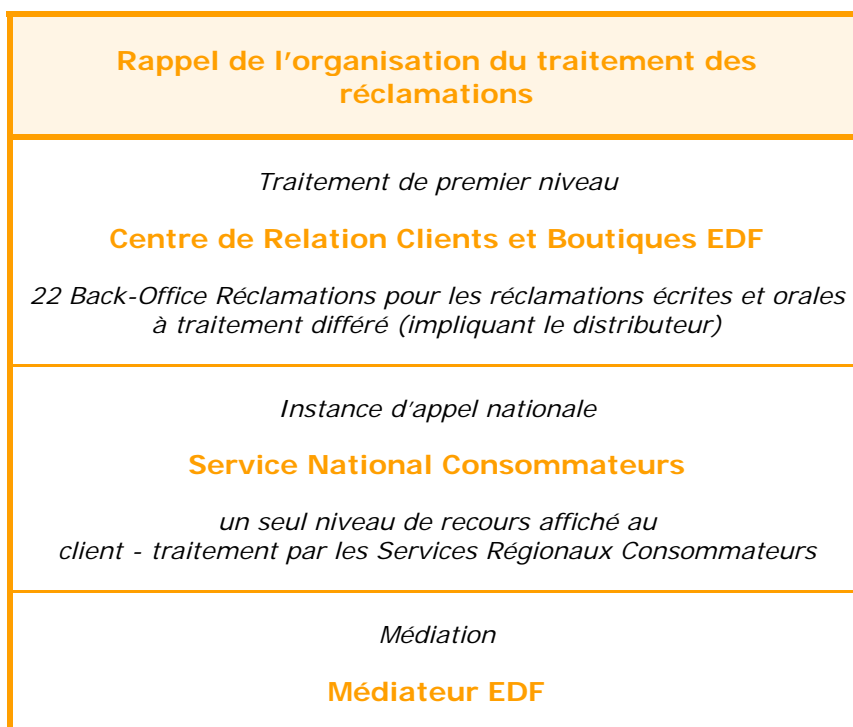 Rappel de l'organisation du traitement des
réclamations
Traitement de premier niveau
Centre de Relation Clients et Boutiques EDF
22 Back-Office Réclamations pour les réclamations écrites et orales
à traitement différé (impliquant le distributeur)
Instance d'appel nationale
Service National Consommateurs
un seul niveau de recours affiché au
client - traitement par les Services Régionaux Consommateurs
Médiation
Médiateur EDF